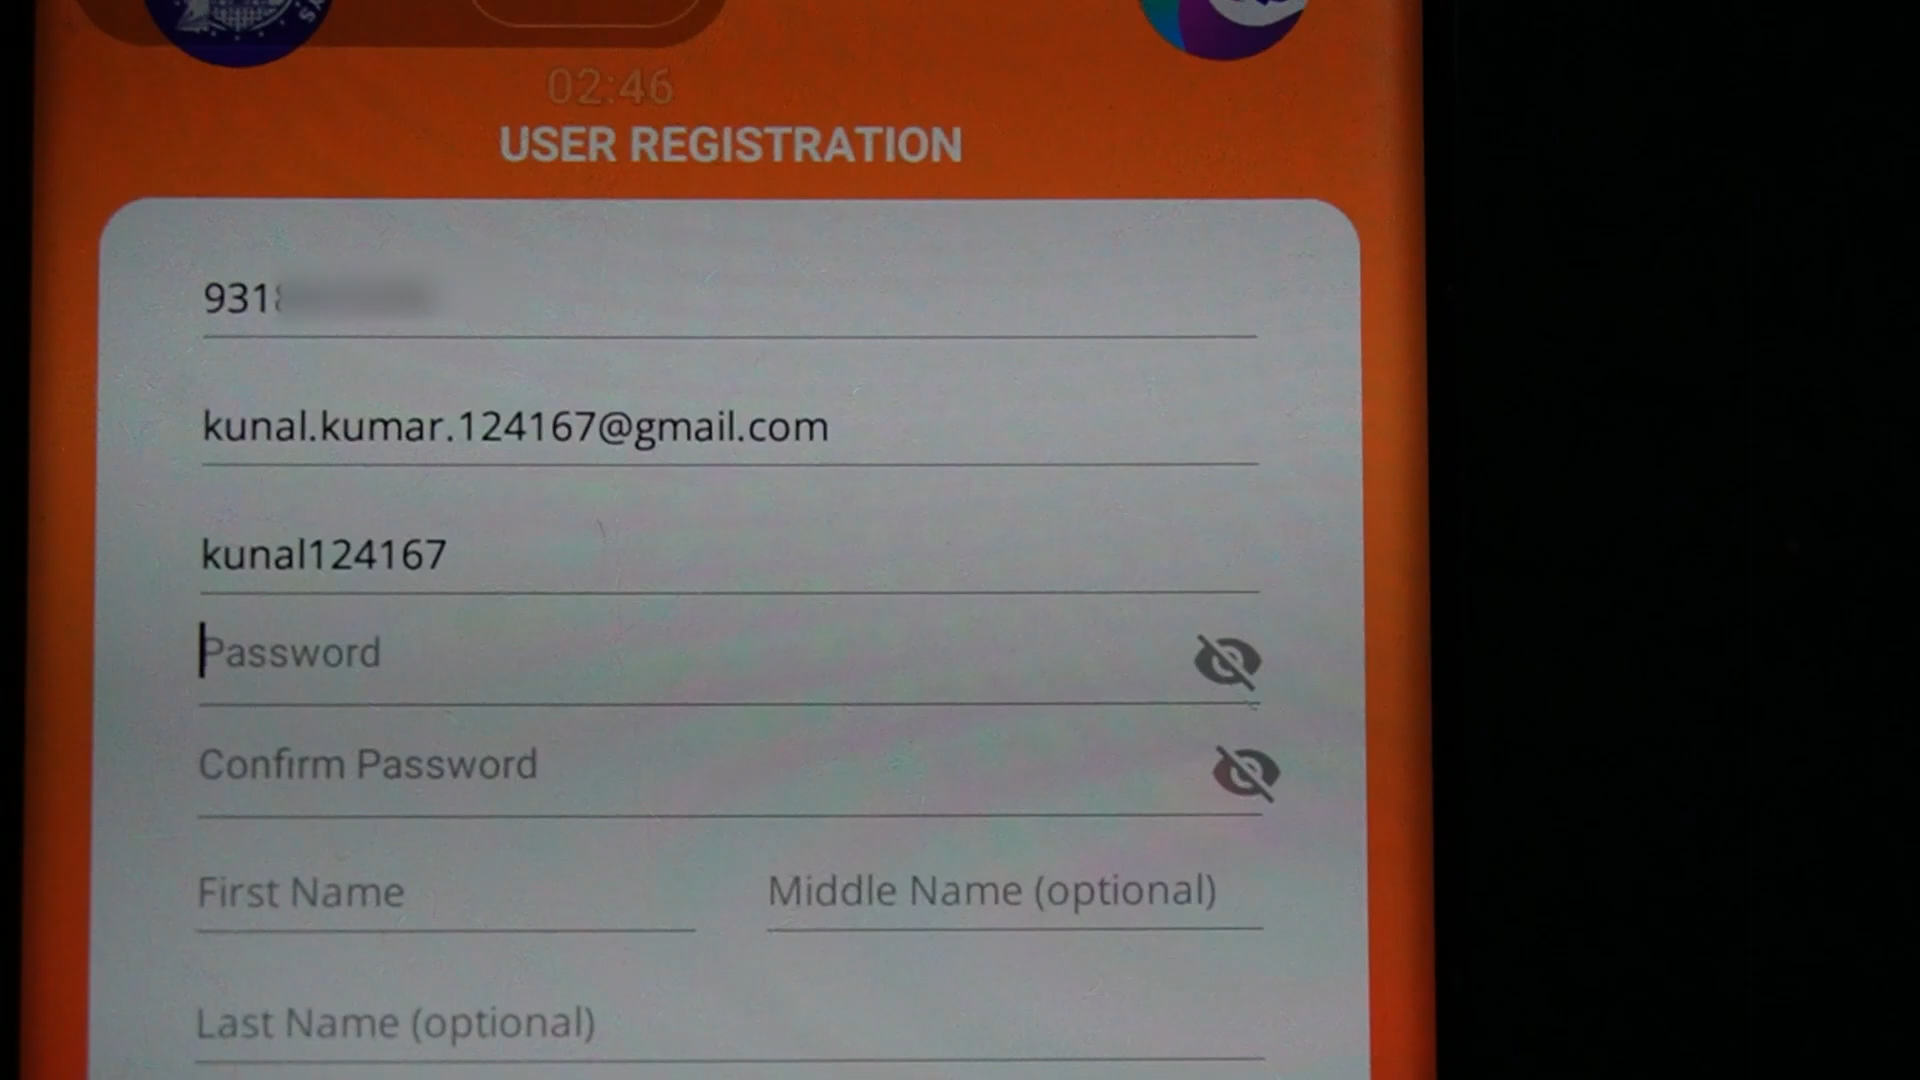 02:46
USER REGISTRATION
931
kunal.kumar.124167@gmail.com
kunal124167
Password
Confirm Password
First Name Middle Name (optional)
Last Name (optional)